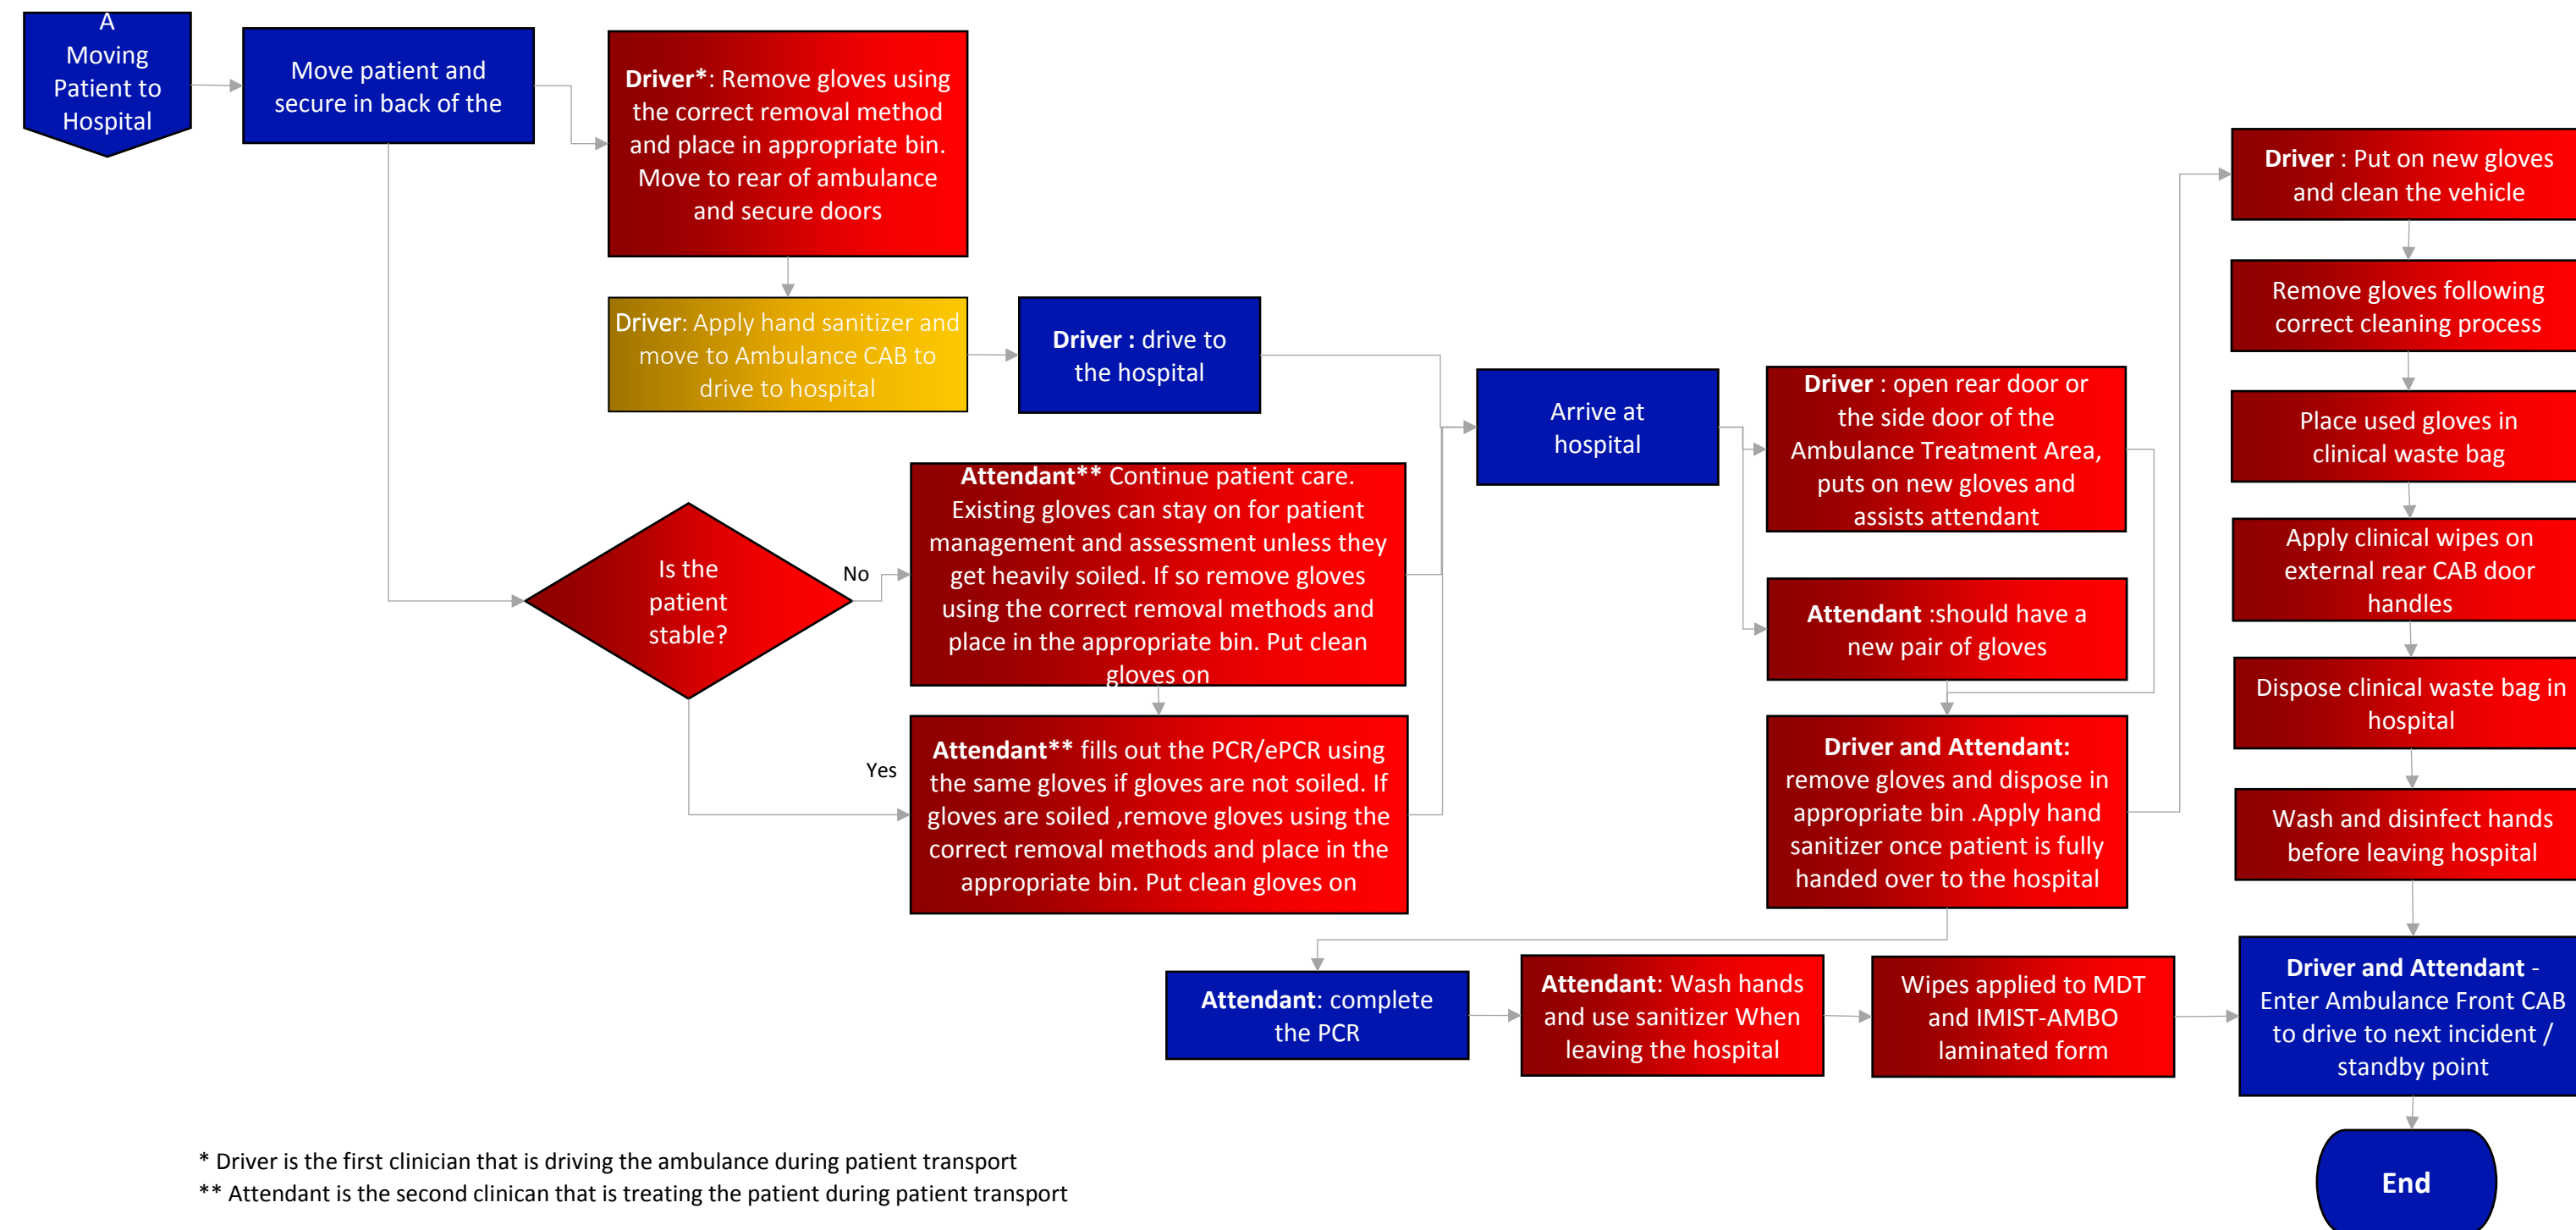 A
Moving
Patient to
Hospital
Move patient and
secure in back of the
Driver*: Remove gloves using
the correct removal method
and place in appropriate bin.
Move to rear of ambulance
and secure doors
Driver: Apply hand sanitizer and
move to Ambulance CAB to
drive to hospital
Driver : drive to
the hospital
Is the
patient
stable?
No
Yes
Attendant** Continue patient care.
Existing gloves can stay on for patient
management and assessment unless they
get heavily soiled. If so remove gloves
using the correct removal methods and
place in the appropriate bin. Put clean
gloves on
Attendant** fills out the PCR/ePCR using
the same gloves if gloves are not soiled. If
gloves are soiled ,remove gloves using the
correct removal methods and place in the
appropriate bin. Put clean gloves on
Arrive at
hospital
Driver : open rear door or
the side door of the
Ambulance Treatment Area,
puts on new gloves and
assists attendant
Attendant :should have a
new pair of gloves
Driver and Attendant:
remove gloves and dispose in
appropriate bin .Apply hand
sanitizer once patient is fully
handed over to the hospital
Attendant: complete
the PCR
Attendant: Wash hands
and use sanitizer When
leaving the hospital
Wipes applied to MDT
and IMIST-AMBO
laminated form
Driver : Put on new gloves
and clean the vehicle
Remove gloves following
correct cleaning process
Place used gloves in
clinical waste bag
Apply clinical wipes on
external rear CAB door
handles
Dispose clinical waste bag in
hospital
Wash and disinfect hands
before leaving hospital
Driver and Attendant -
Enter Ambulance Front CAB
to drive to next incident /
standby point
End
* Driver is the first clinician that is driving the ambulance during patient transport
** Attendant is the second clinican that is treating the patient during patient transport